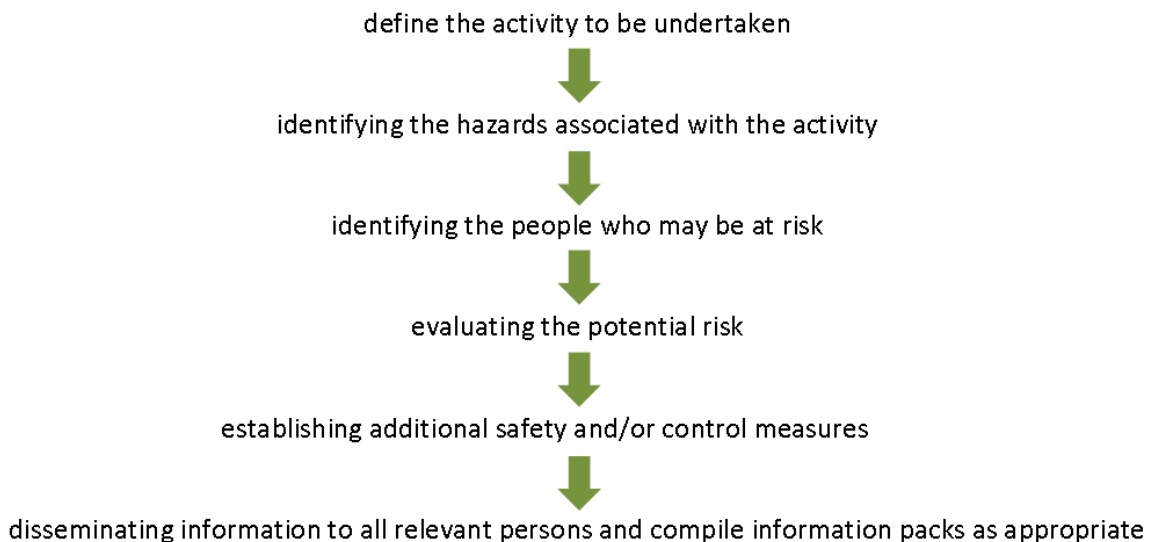 define the activity to be undertaken
identifying the hazards associated with the activity
identifying the people who may be at risk
evaluating the potential risk
establishing additional safety and/or control measures
disseminating information to all relevant persons and compile information packs as appropriate